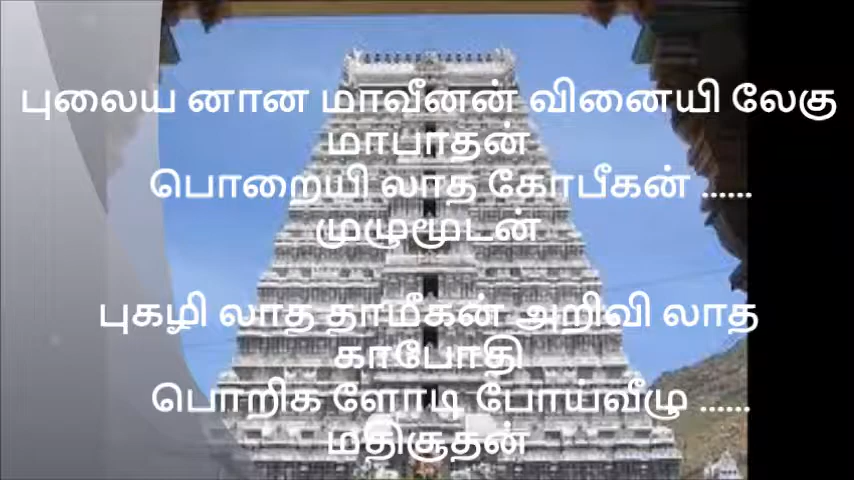 புலைய னான மாவீனன் வினையி லேகு
மாபாதன்
பொறையி லாத கோபீகன் ......
முழுமூடன்
புகழி லாத தாமீகன் அறிவி லாத
காபோதி
பொறிக ளோடி போய்வீழு ......
மதிசூதன்